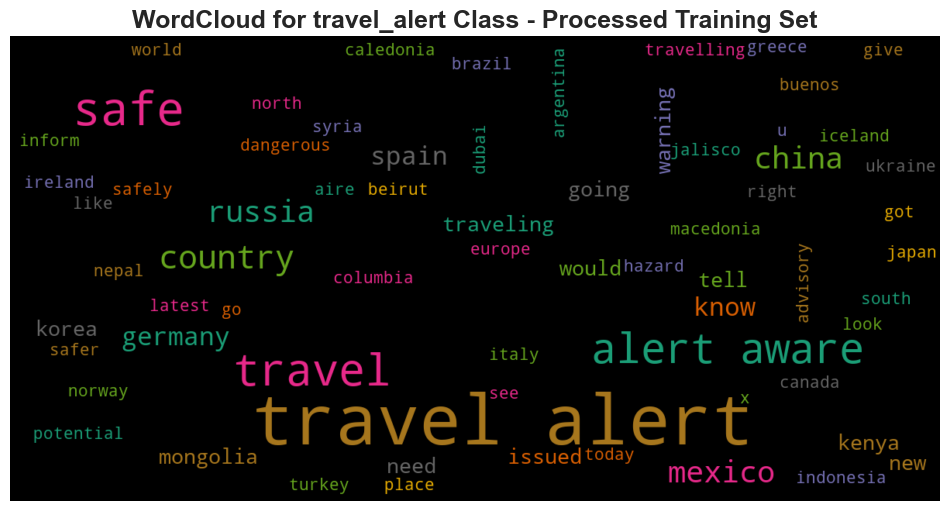 WordCloud for travel_alert Class - Processed Training Set
world
caledonia
travelling
greece
give
brazil
argentina
buenos
safe
north
warning
syria
u
iceland
inform
dangerous
dubai
jalisco
spain
china
ukraine
ireland
safely
aire
beirut
going
right
like
russia
traveling
got
macedonia
country
europe
japan
nepal
columbia
would
hazard
tell
advisory
latest
go
know
south
korea
germany
look
safer
italy
alert aware
travel
canada
norway
see
x
travel alert
potential
kenya
mongolia
issued
today
need
mexico
new
turkey
place
indonesia